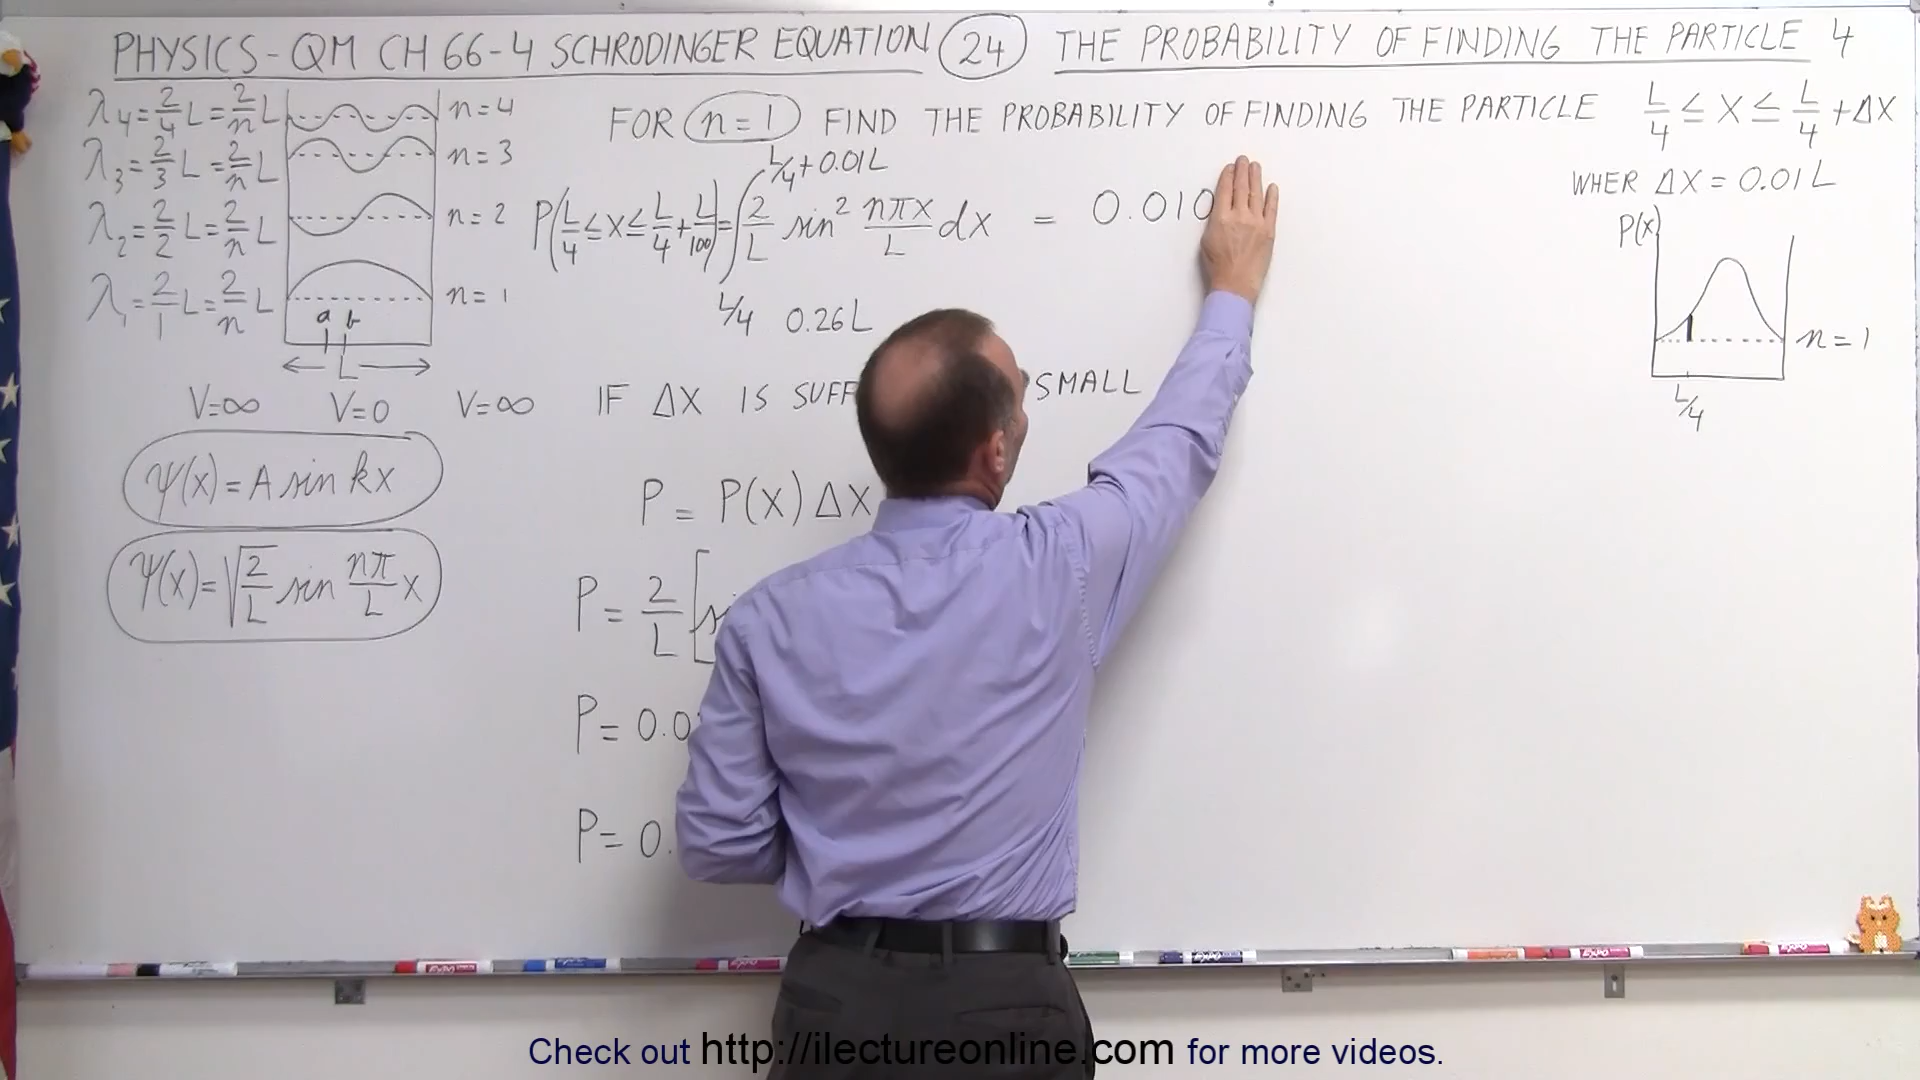 PHYSICS - QM CH 66-4 SCHRODINGER EQUATION 24 THE PROBABILITY OF FINDING THE PARTICLE 4
λ4 = 2/4 L = 2/n L n = 4
λ3 = 2/3 L = 2/n L n = 3
λ2 = 2/2 L = 2/n L n = 2
λ1 = 2/1 L = 2/n L n = 1
a b
L
V=∞ V=0 V=∞
ψ(x) = A sin kx
ψ(x) = √(2/L) sin nπ/L x
FOR n = 1 FIND THE PROBABILITY OF FINDING THE PARTICLE L/4 ≤ X ≤ L/4 + ΔX
WHER ΔX = 0.01L
L/4 + 0.01L
P(L/4 ≤ X ≤ L/4 + L/100) = ∫ 2/L sin² nπx/L dx = 0.010
L/4 0.26L
IF ΔX IS SUFF SMALL
P = P(X) ΔX
P = 2/L [
P = 0.0
P = 0.
P(x)
n = 1
L/4
Check out http://ilectureonline.com for more videos.